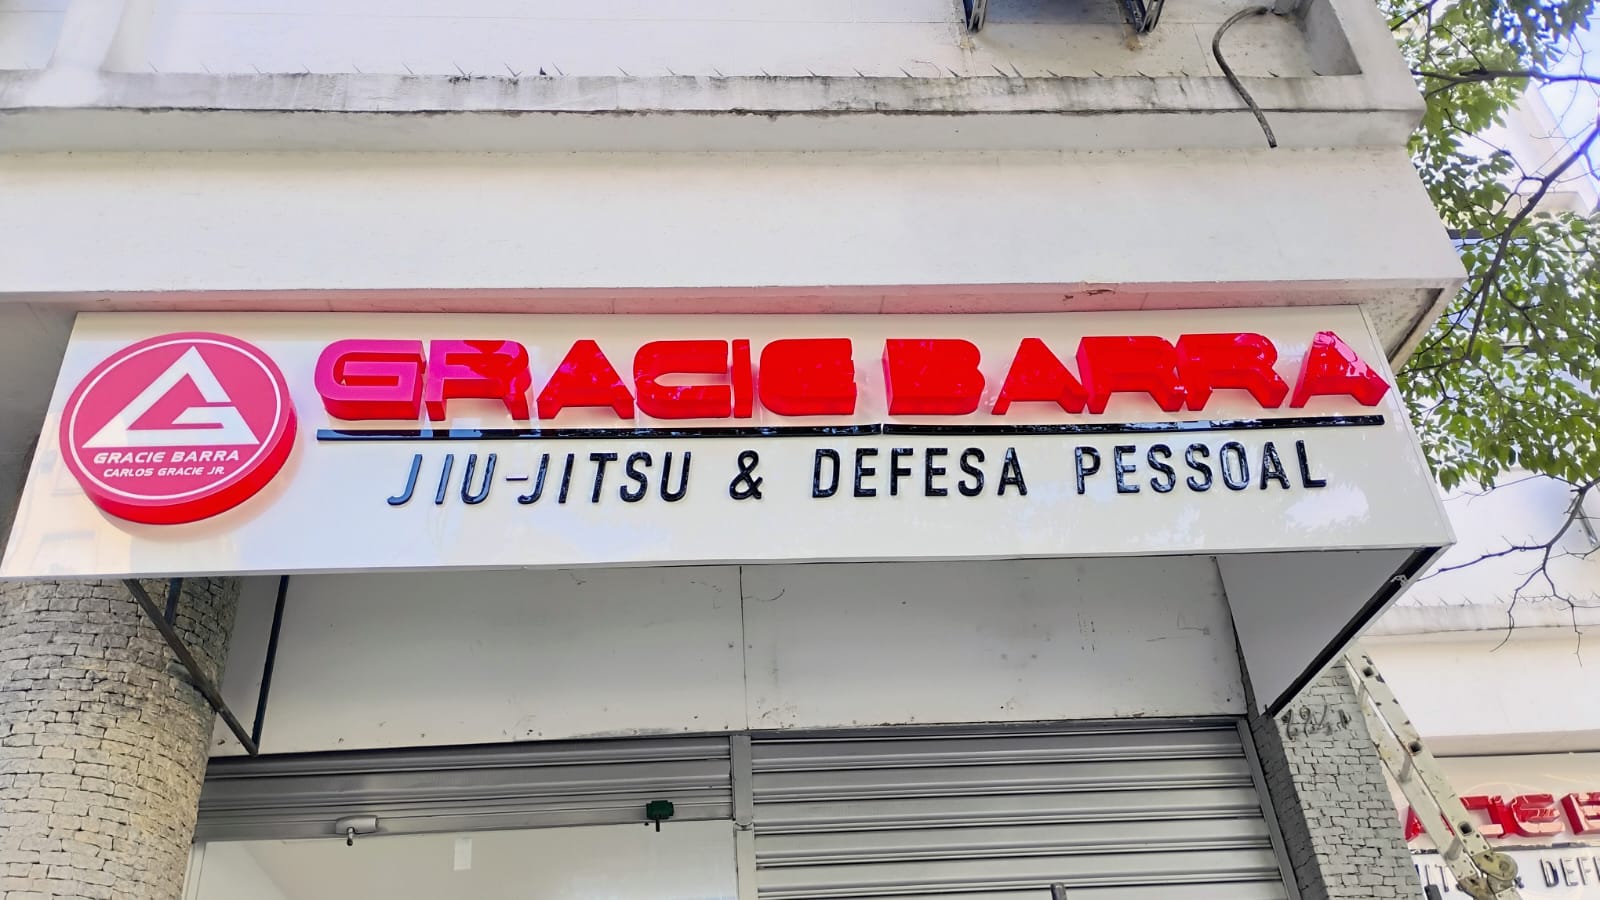 GRACIE BARRA
JIU-JITSU & DEFESA PESSOAL
G
GRACIE BARRA
CARLOS GRACIE JR.